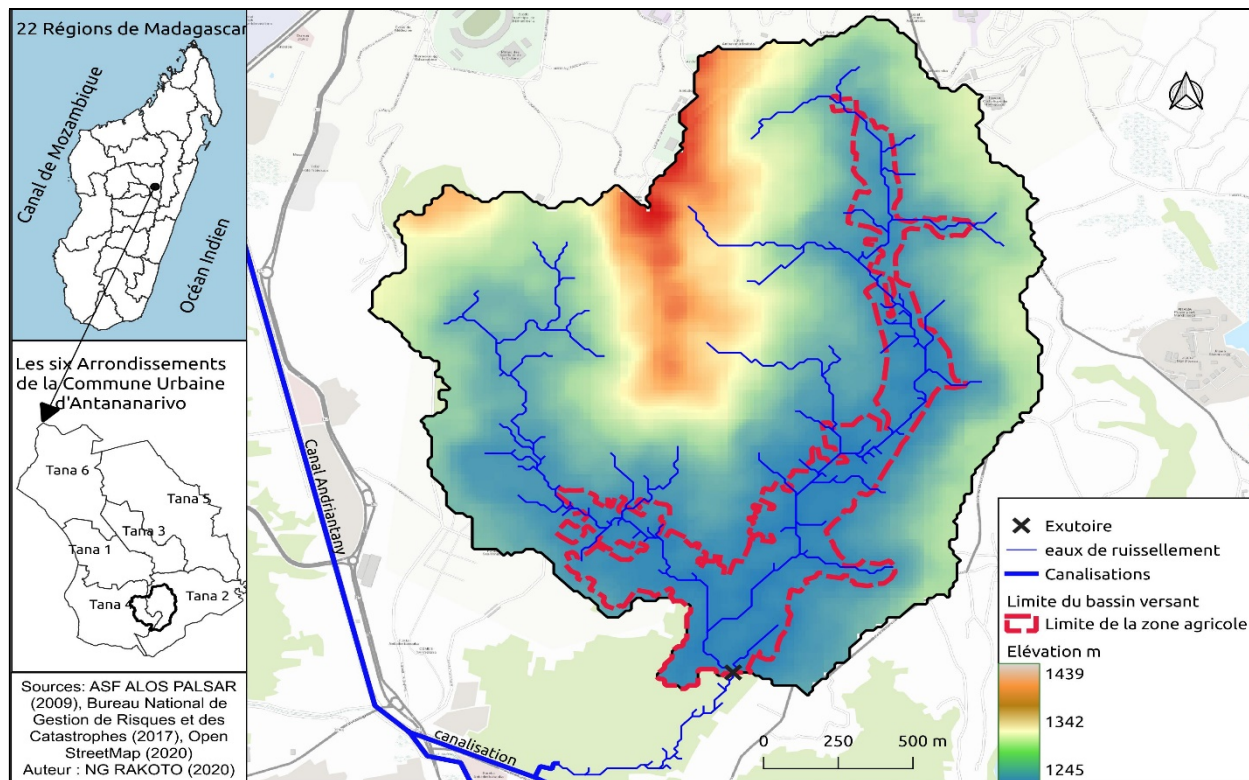 22 Régions de Madagascar
Canal de Mozambique
Océan Indien
Les six Arrondissements
de la Commune Urbaine
d'Antananarivo
Tana 6
Tana 5
Tana 3
Tana 1
Tana 4
Tana 2
Sources: ASF ALOS PALSAR
(2009), Bureau National de
Gestion de Risques et des
Catastrophes (2017), Open
StreetMap (2020)
Auteur : NG RAKOTO (2020)
Canal Andriantany
canalisation
0 250 500 m
Exutoire
eaux de ruissellement
Canalisations
Limite du bassin versant
Limite de la zone agricole
Elévation m
1439
1342
1245